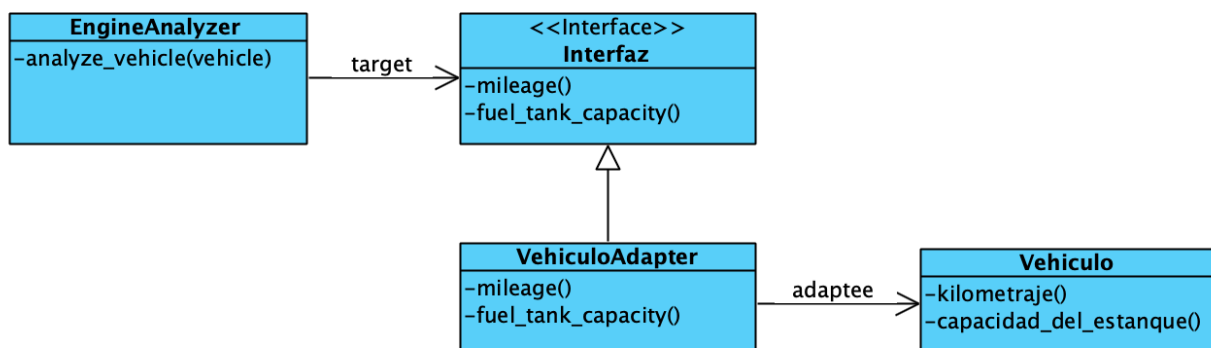 EngineAnalyzer
-analyze_vehicle(vehicle)
target
<<Interface>>
Interfaz
-mileage()
-fuel_tank_capacity()
VehiculoAdapter
-mileage()
-fuel_tank_capacity()
adaptee
Vehiculo
-kilometraje()
-capacidad_del_estanque()